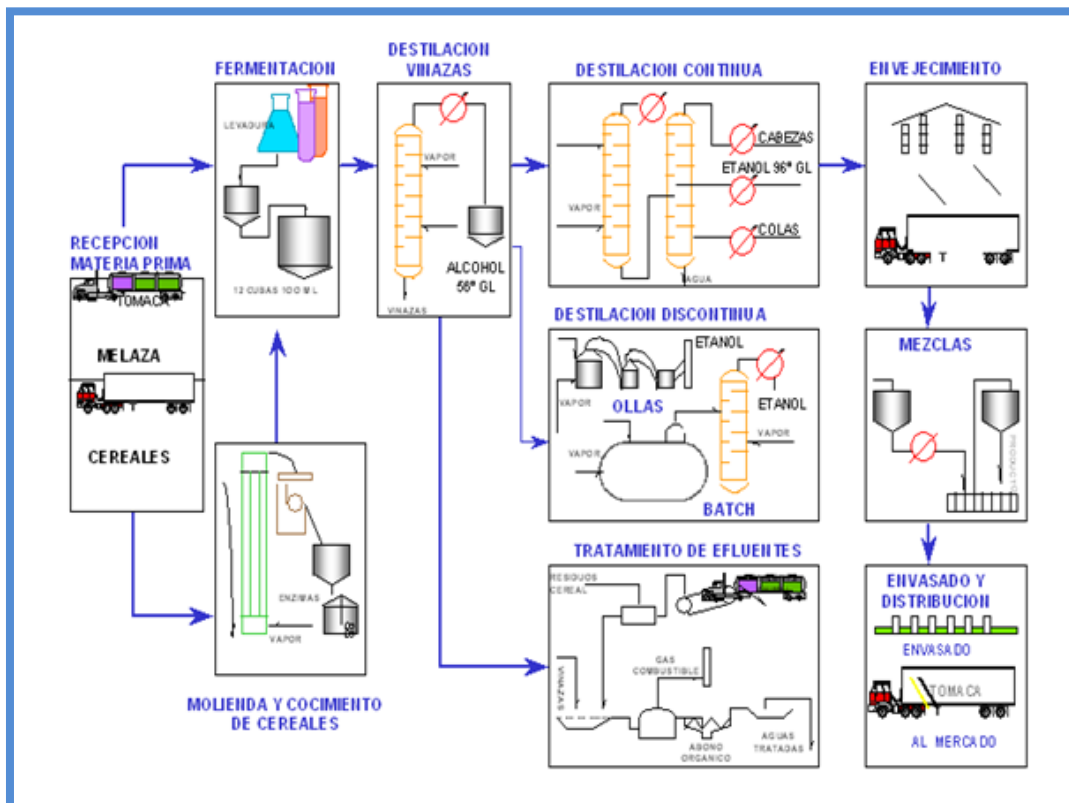 RECEPCION
MATERIA PRIMA
TOMACA
MELAZA
CEREALES
FERMENTACION
LEVADURA
12 CUBAS 100 M L
ENZIMAS
VAPOR
MOLIENDA Y COCIMIENTO
DE CEREALES
DESTILACION
VINAZAS
VAPOR
ALCOHOL
56° GL
VINAZAS
DESTILACION CONTINUA
CABEZAS
ETANOL 96° GL
VAPOR
COLAS
AGUA
DESTILACION DISCONTINUA
ETANOL
VAPOR
OLLAS
ETANOL
VAPOR
VAPOR
BATCH
TRATAMIENTO DE EFLUENTES
RESIDUOS
CEREAL
GAS
COMBUSTIBLE
VINAZAS
ABONO
ORGANICO
AGUAS
TRATADAS
ENVEJECIMIENTO
T
MEZCLAS
PRODUCTO
ENVASADO Y
DISTRIBUCION
ENVASADO
TOMACA
AL MERCADO